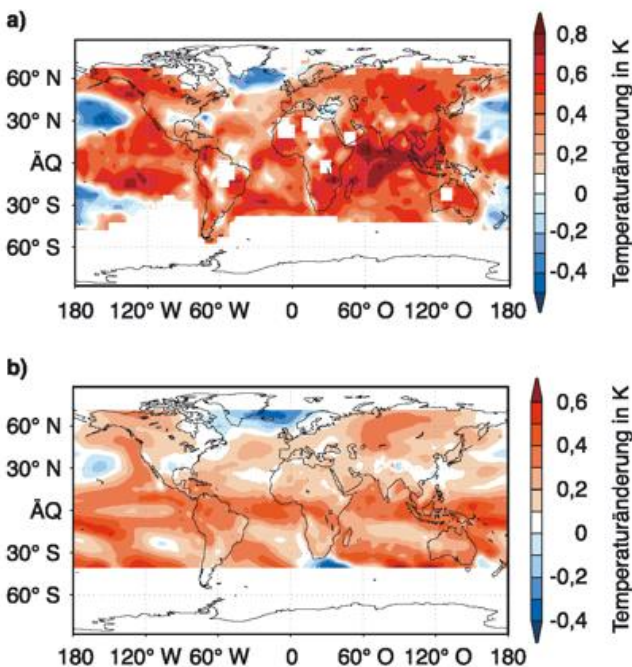 a)
60° N
30° N
ÄQ
30° S
60° S
180 120° W 60° W 0 60° O 120° O 180
0,8
0,6
0,4
0,2
0
-0,2
-0,4
Temperaturänderung in K
b)
60° N
30° N
ÄQ
30° S
60° S
180 120° W 60° W 0 60° O 120° O 180
0,6
0,4
0,2
0
-0,2
-0,4
Temperaturänderung in K